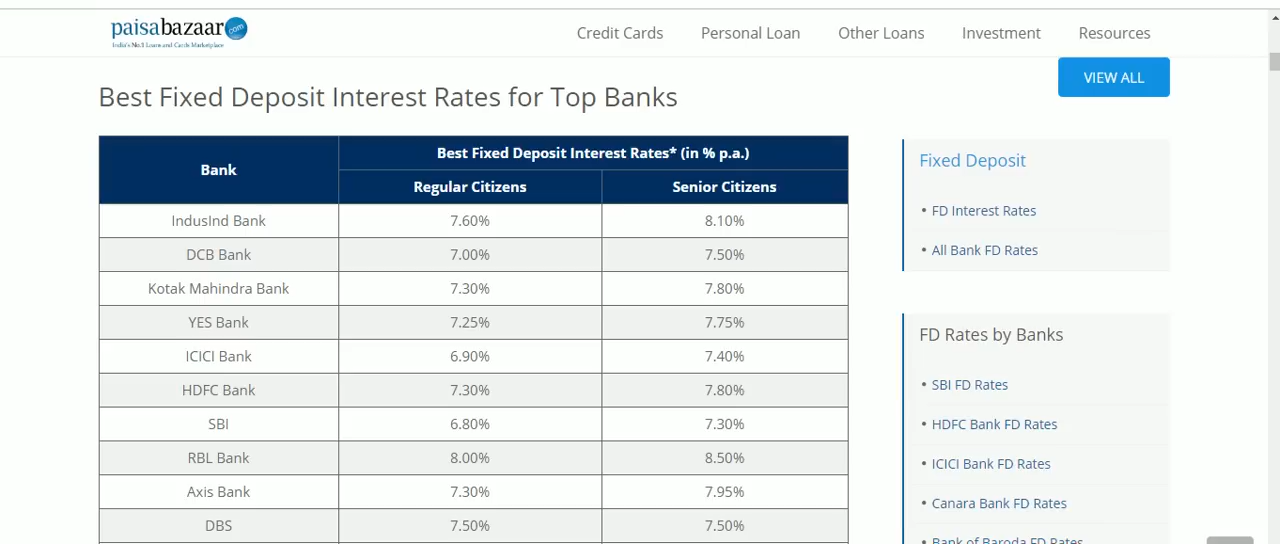 paisabazaar.com
India's No.1 Loans and Cards Marketplace
Credit Cards Personal Loan Other Loans Investment Resources
VIEW ALL
Best Fixed Deposit Interest Rates for Top Banks
Bank Best Fixed Deposit Interest Rates* (in % p.a.)
Regular Citizens Senior Citizens
IndusInd Bank 7.60% 8.10%
DCB Bank 7.00% 7.50%
Kotak Mahindra Bank 7.30% 7.80%
YES Bank 7.25% 7.75%
ICICI Bank 6.90% 7.40%
HDFC Bank 7.30% 7.80%
SBI 6.80% 7.30%
RBL Bank 8.00% 8.50%
Axis Bank 7.30% 7.95%
DBS 7.50% 7.50%
Fixed Deposit
• FD Interest Rates
• All Bank FD Rates
FD Rates by Banks
• SBI FD Rates
• HDFC Bank FD Rates
• ICICI Bank FD Rates
• Canara Bank FD Rates
• Bank of Baroda FD Rates